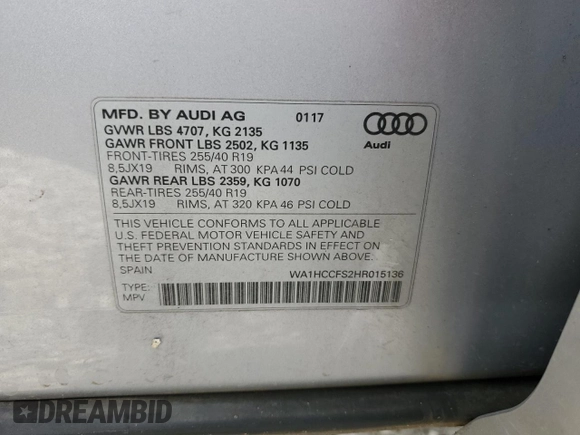 MFD. BY AUDI AG 0117
GVWR LBS 4707, KG 2135
GAWR FRONT LBS 2502, KG 1135
FRONT-TIRES 255/40 R19
8,5JX19 RIMS, AT 300 KPA 44 PSI COLD
GAWR REAR LBS 2359, KG 1070
REAR-TIRES 255/40 R19
8,5JX19 RIMS, AT 320 KPA 46 PSI COLD
Audi
THIS VEHICLE CONFORMS TO ALL APPLICABLE
U.S. FEDERAL MOTOR VEHICLE SAFETY AND
THEFT PREVENTION STANDARDS IN EFFECT ON
THE DATE OF MANUFACTURE SHOWN ABOVE.
SPAIN WA1HCCFS2HR015136
TYPE:
MPV
DREAMBID